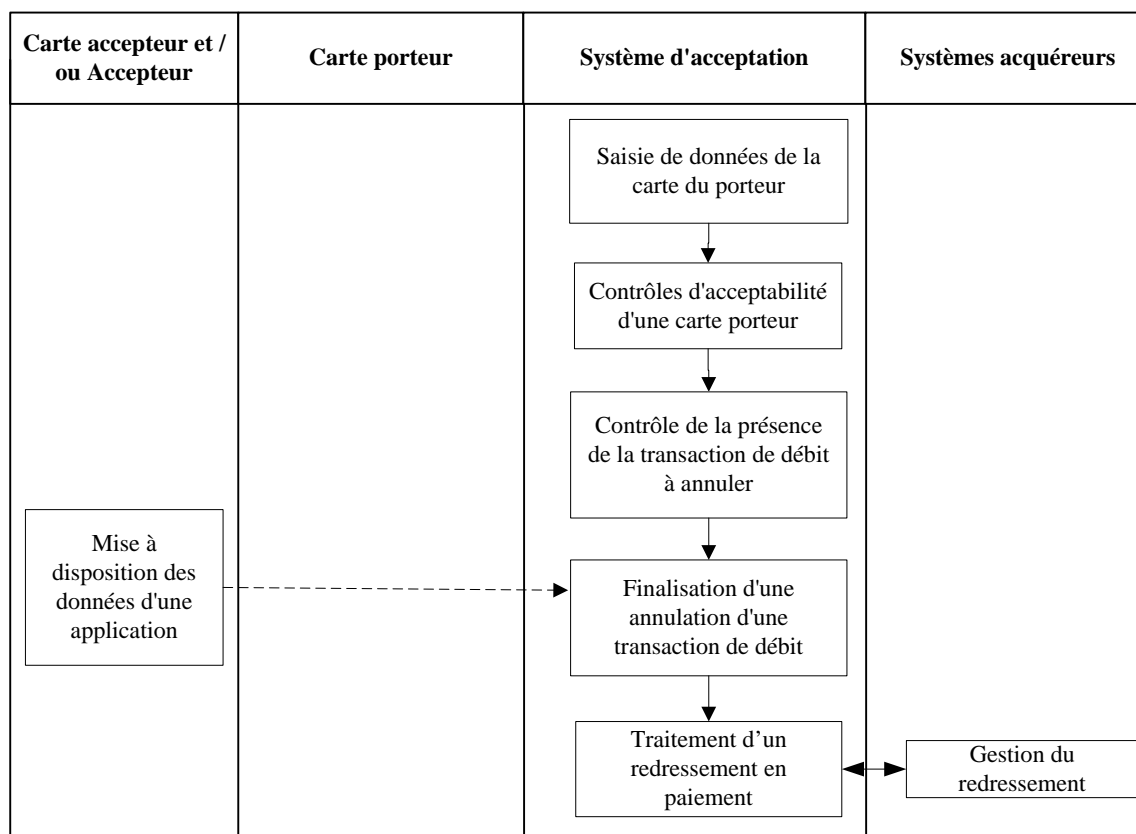 Carte accepteur et /
ou Accepteur
Carte porteur
Système d'acceptation
Systèmes acquéreurs
Saisie de données de la
carte du porteur
Contrôles d'acceptabilité
d'une carte porteur
Contrôle de la présence
de la transaction de débit
à annuler
Mise à
disposition des
données d'une
application
Finalisation d'une
annulation d'une
transaction de débit
Traitement d’un
redressement en
paiement
Gestion du
redressement